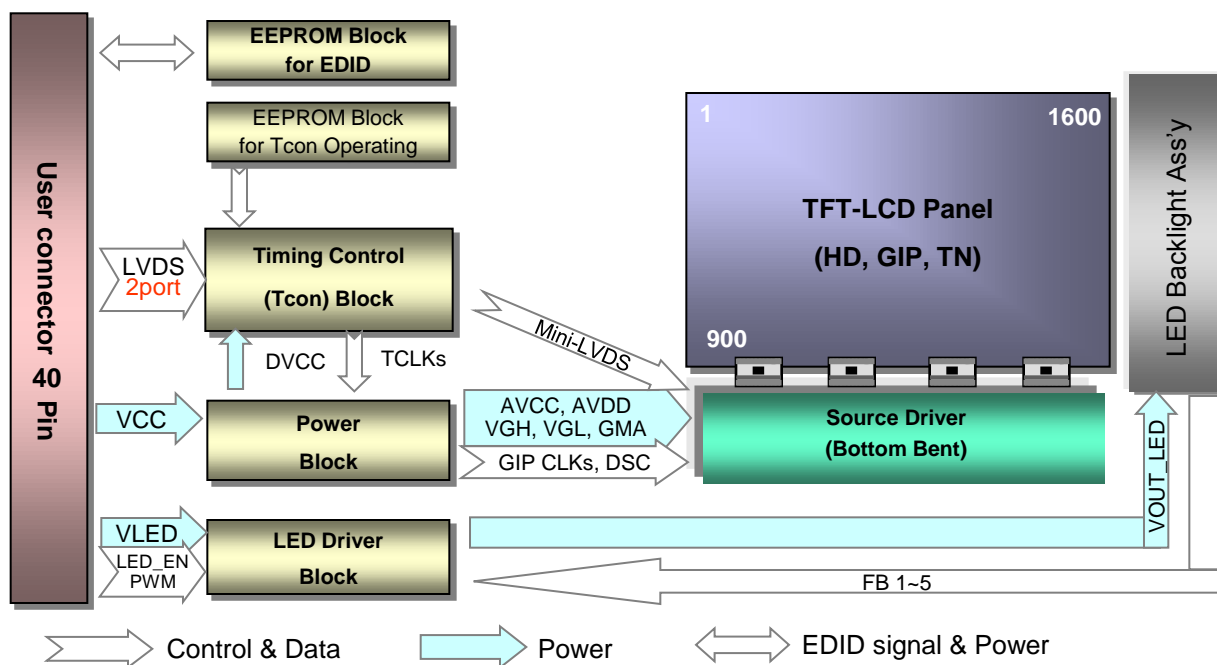 User connector 40
Pin
EEPROM Block
for EDID
EEPROM Block
for Tcon Operating
LVDS
2port
Timing Control
(Tcon) Block
DVCC
TCLKs
VCC
Power
Block
VLED
LED_EN
PWM
LED Driver
Block
Mini-LVDS
AVCC, AVDD
VGH, VGL, GMA
GIP CLKs, DSC
1
1600
TFT-LCD Panel
(HD, GIP, TN)
900
Source Driver
(Bottom Bent)
LED Backlight Ass'y
VOUT_LED
FB 1~5
Control & Data
Power
EDID signal & Power